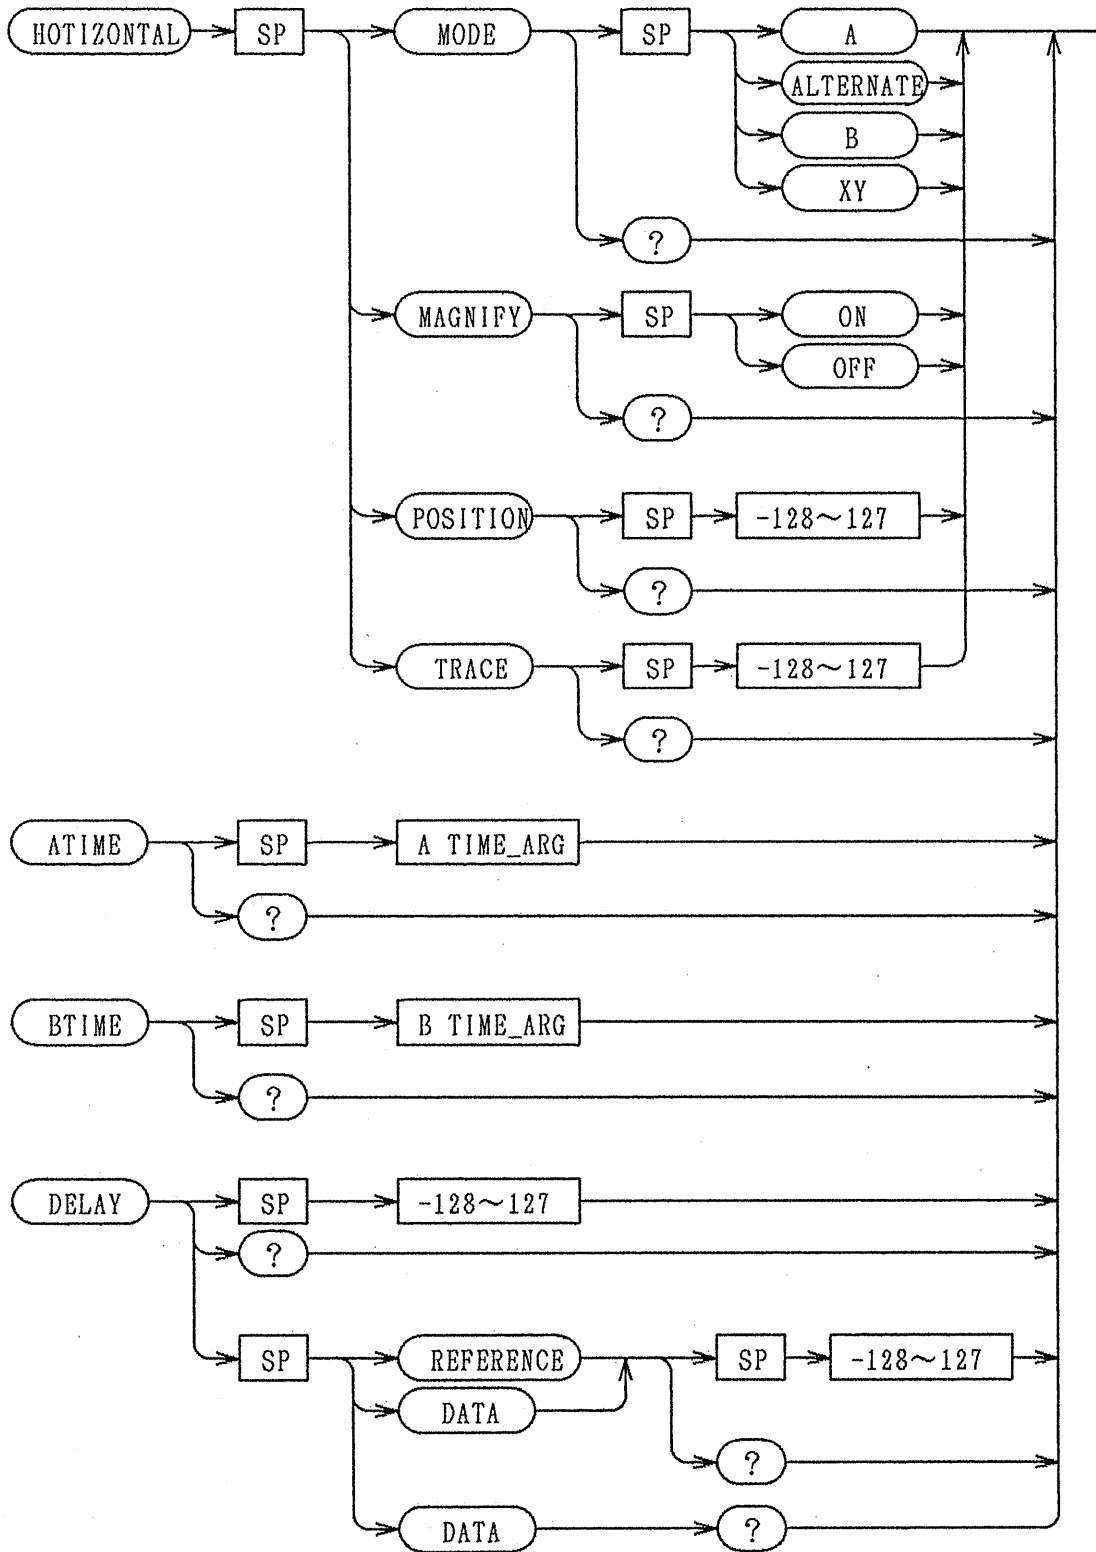 HOTIZONTAL SP MODE SP A
ALTERNATE
B
XY
?
MAGNIFY SP ON
OFF
?
POSITION SP -128～127
?
TRACE SP -128～127
?
ATIME SP A TIME_ARG
?
BTIME SP B TIME_ARG
?
DELAY SP -128～127
?
SP REFERENCE SP -128～127
DATA
?
DATA ?